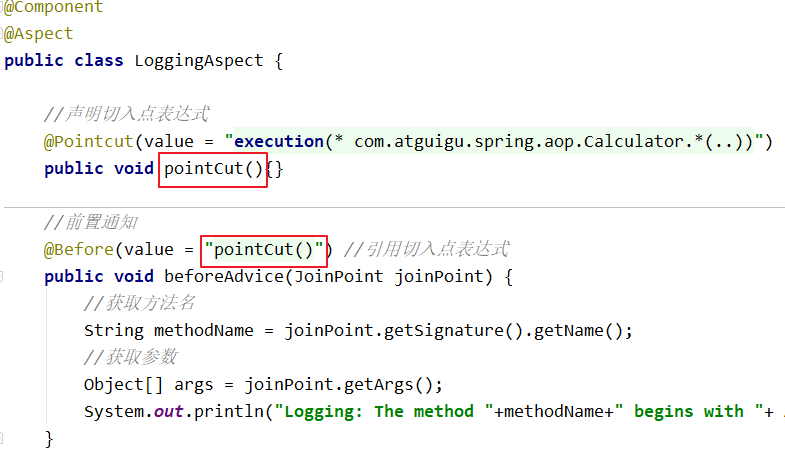 @Component
@Aspect
public class LoggingAspect {
//声明切入点表达式
@Pointcut(value = "execution(* com.atguigu.spring.aop.Calculator.*(..))")
public void pointCut(){}
//前置通知
@Before(value = "pointCut()") //引用切入点表达式
public void beforeAdvice(JoinPoint joinPoint) {
//获取方法名
String methodName = joinPoint.getSignature().getName();
//获取参数
Object[] args = joinPoint.getArgs();
System.out.println("Logging: The method "+methodName+" begins with "+
}